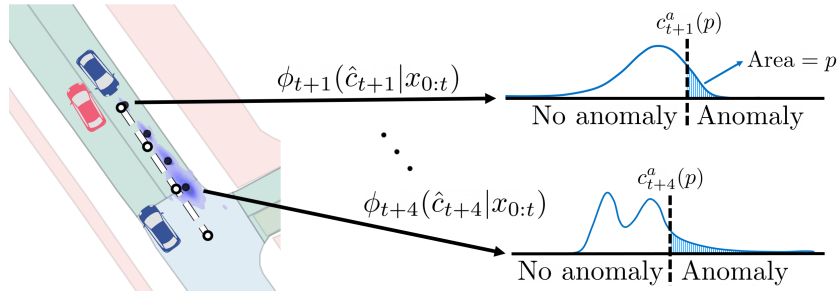 c^a_{t+1}(p)
ϕ_{t+1}(ĉ_{t+1}|x_{0:t})
Area = p
No anomaly Anomaly
c^a_{t+4}(p)
ϕ_{t+4}(ĉ_{t+4}|x_{0:t})
No anomaly Anomaly